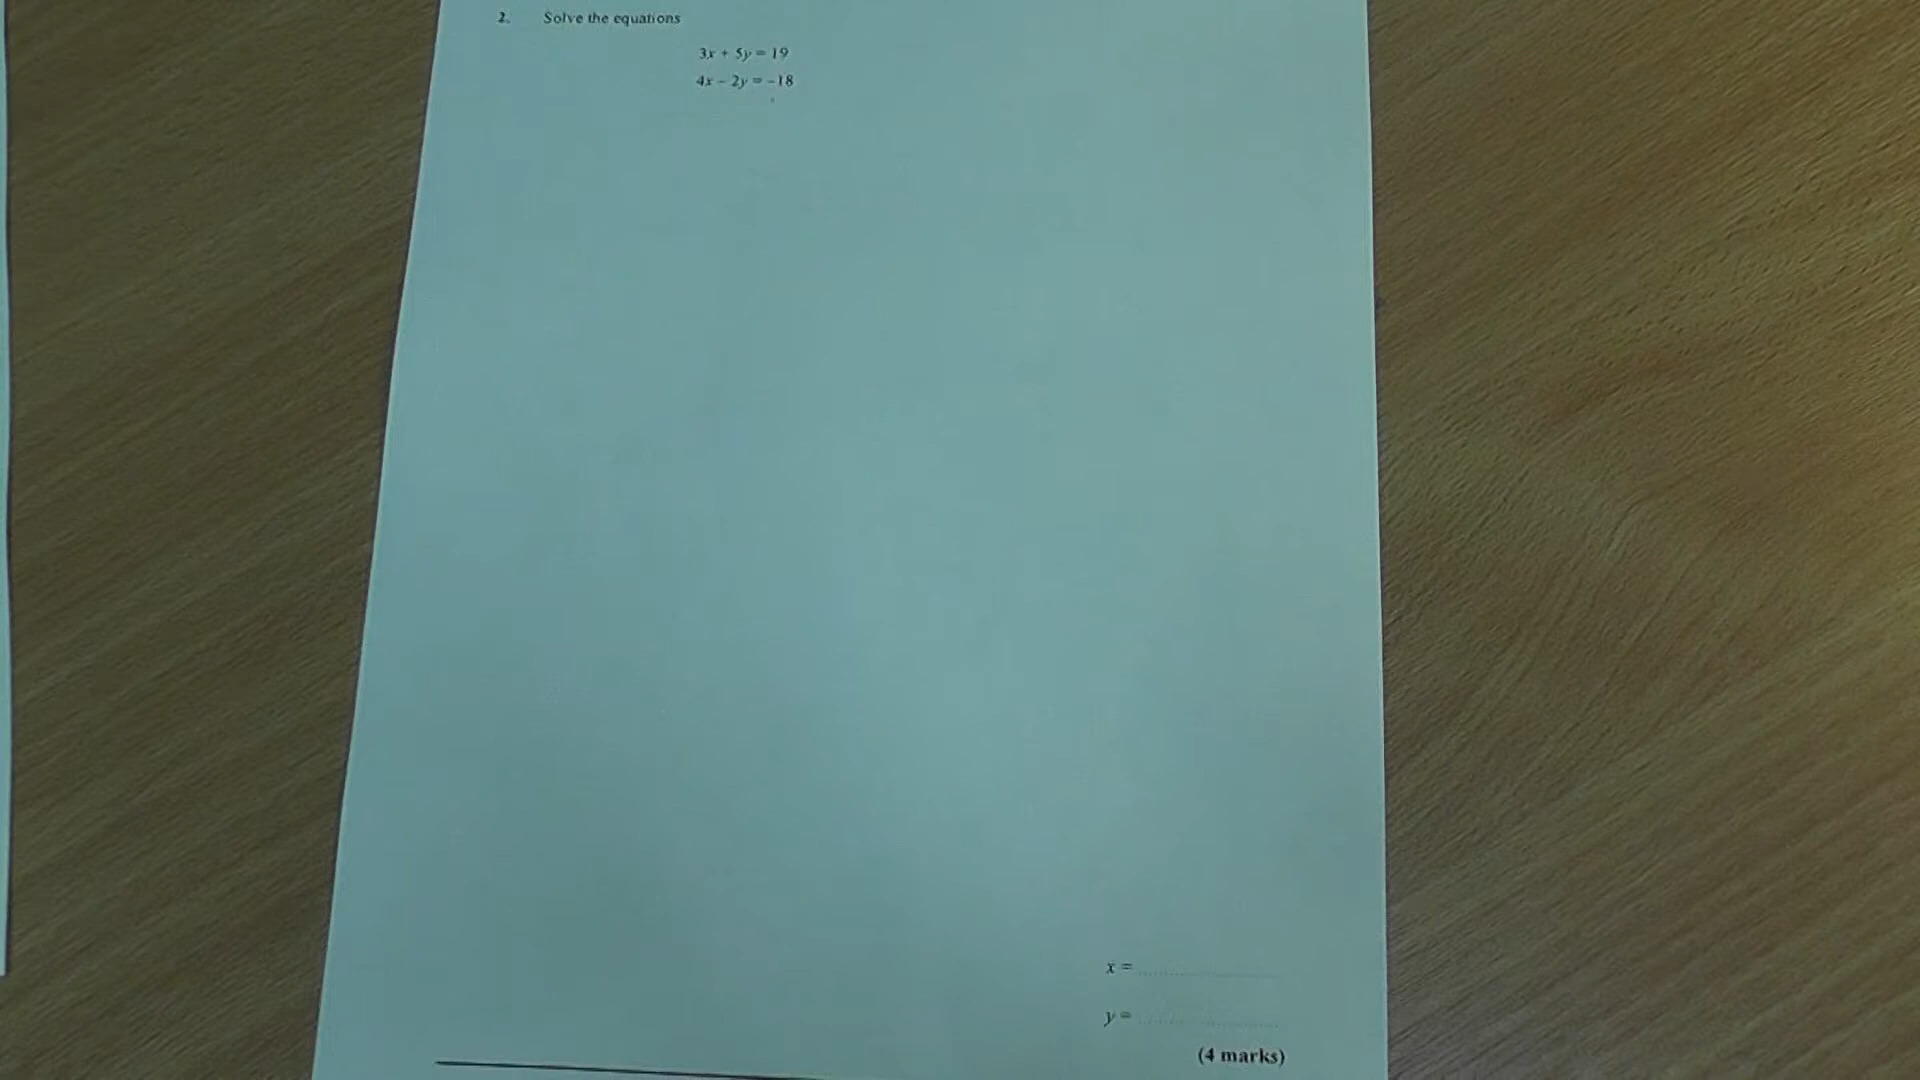 2. Solve the equations
3x + 5y = 19
4x – 2y = –18
x = ..............................
y = ..............................
(4 marks)